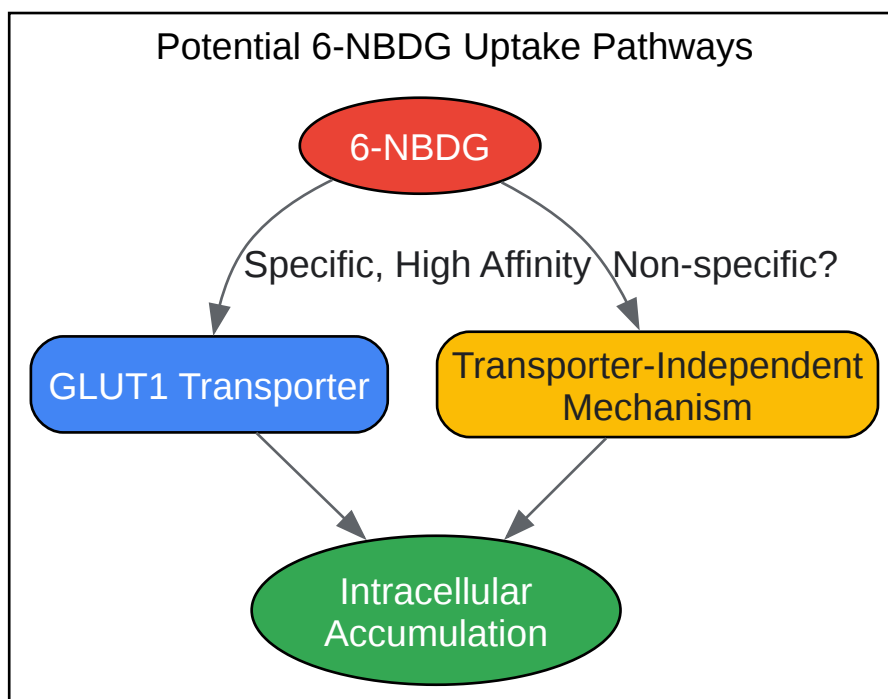 Potential 6-NBDG Uptake Pathways
6-NBDG
Specific, High Affinity
Non-specific?
GLUT1 Transporter
Transporter-Independent
Mechanism
Intracellular
Accumulation